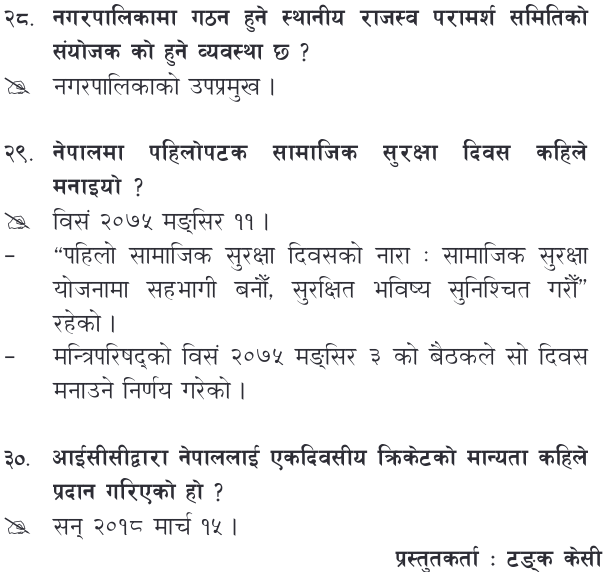 २८. नगरपालिकामा गठन हुने स्थानीय राजस्व परामर्श समितिको
संयोजक को हुने व्यवस्था छ ?
नगरपालिकाको उपप्रमुख ।
२९. नेपालमा पहिलोपटक सामाजिक सुरक्षा दिवस कहिले
मनाइयो ?
विसं २०७५ मङ्सिर ११ ।
– “पहिलो सामाजिक सुरक्षा दिवसको नारा : सामाजिक सुरक्षा
योजनामा सहभागी बनौँ, सुरक्षित भविष्य सुनिश्चित गरौँ”
रहेको ।
– मन्त्रिपरिषद्को विसं २०७५ मङ्सिर ३ को बैठकले सो दिवस
मनाउने निर्णय गरेको ।
३०. आईसीसीद्वारा नेपाललाई एकदिवसीय क्रिकेटको मान्यता कहिले
प्रदान गरिएको हो ?
सन् २०१८ मार्च १५ ।
प्रस्तुतकर्ता : टङ्क केसी